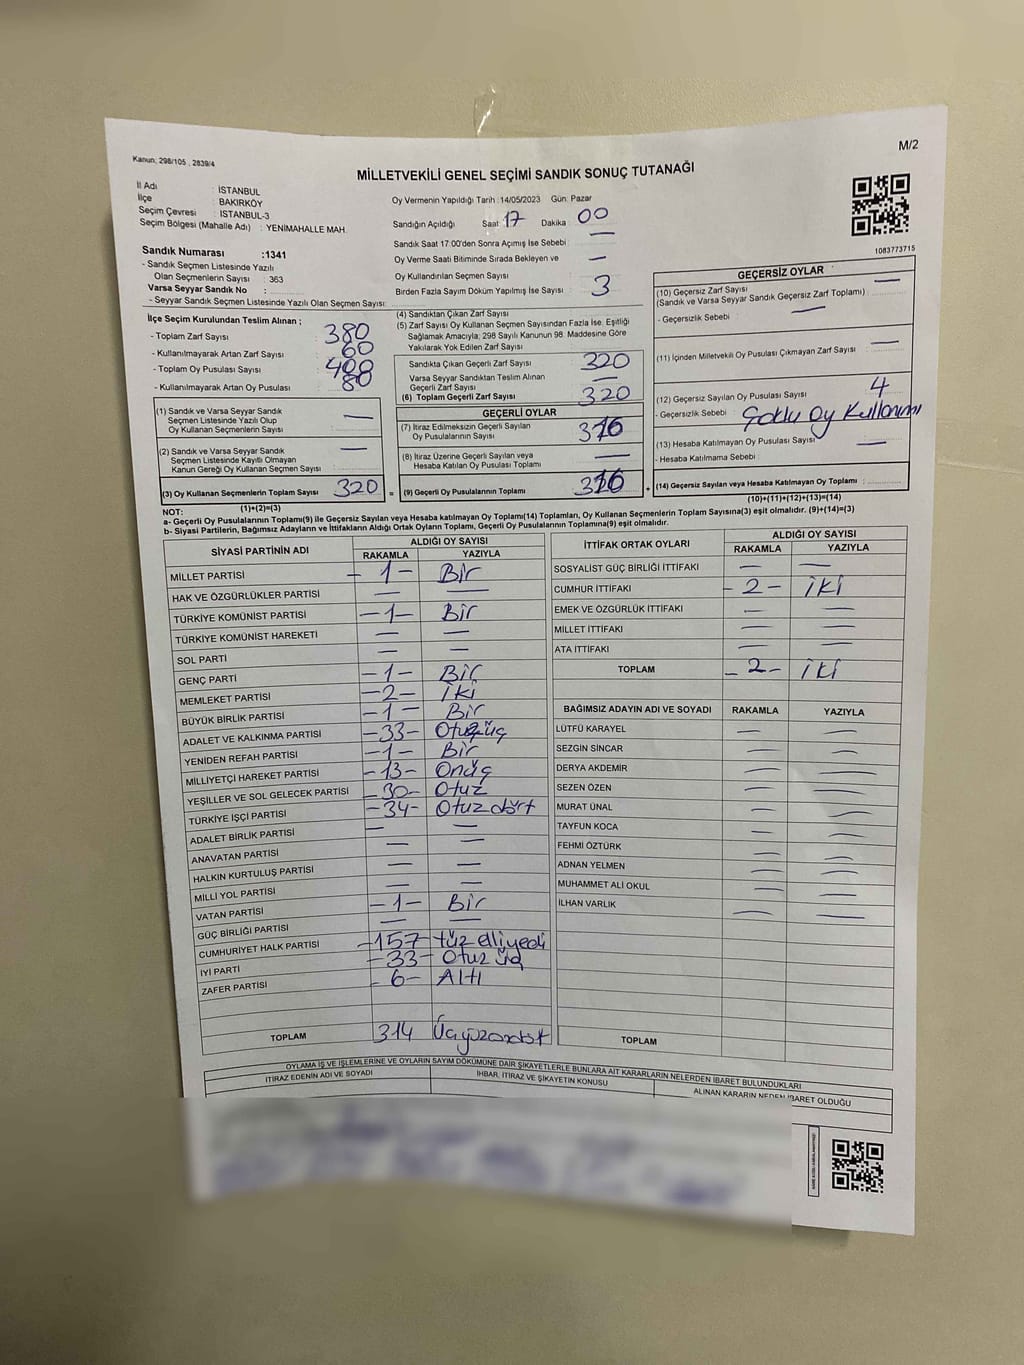 Kanun; 298/105 , 2839/4
M/2
MİLLETVEKİLİ GENEL SEÇİMİ SANDIK SONUÇ TUTANAĞI
İl Adı : İSTANBUL
İlçe : BAKIRKÖY
Seçim Çevresi : İSTANBUL-3
Seçim Bölgesi (Mahalle Adı) : YENİMAHALLE MAH.
Sandık Numarası :1341
- Sandık Seçmen Listesinde Yazılı
Olan Seçmenlerin Sayısı : 363
Varsa Seyyar Sandık No :
- Seyyar Sandık Seçmen Listesinde Yazılı Olan Seçmen Sayısı:
Oy Vermenin Yapıldığı Tarih :14/05/2023 Gün: Pazar
Sandığın Açıldığı Saat: 17 Dakika : 00
Sandık Saat 17:00'den Sonra Açımış İse Sebebi : —
Oy Verme Saati Bitiminde Sırada Bekleyen ve —
Oy Kullandırılan Seçmen Sayısı
Birden Fazla Sayım Döküm Yapılmış İse Sayısı : 3
1083773715
İlçe Seçim Kurulundan Teslim Alınan ;
- Toplam Zarf Sayısı : 380
- Kullanılmayarak Artan Zarf Sayısı : 60
- Toplam Oy Pusulası Sayısı : 400
- Kullanılmayarak Artan Oy Pusulası : 80
(1) Sandık ve Varsa Seyyar Sandık
Seçmen Listesinde Yazılı Olup
Oy Kullanan Seçmenlerin Sayısı —
(2) Sandık ve Varsa Seyyar Sandık
Seçmen Listesinde Kayıtlı Olmayan
Kanun Gereği Oy Kullanan Seçmen Sayısı —
(3) Oy Kullanan Seçmenlerin Toplam Sayısı 320
(1)+(2)=(3)
(4) Sandıktan Çıkan Zarf Sayısı
(5) Zarf Sayısı Oy Kullanan Seçmen Sayısından Fazla İse, Eşitliği
Sağlamak Amacıyla; 298 Sayılı Kanunun 98. Maddesine Göre
Yakılarak Yok Edilen Zarf Sayısı
Sandıkta Çıkan Geçerli Zarf Sayısı 320
Varsa Seyyar Sandıktan Teslim Alınan
Geçerli Zarf Sayısı —
(6) Toplam Geçerli Zarf Sayısı 320
GEÇERLİ OYLAR
(7) İtiraz Edilmeksizin Geçerli Sayılan
Oy Pusulalarının Sayısı 316
(8) İtiraz Üzerine Geçerli Sayılan veya
Hesaba Katılan Oy Pusulası Toplamı —
(9) Geçerli Oy Pusulalarının Toplamı 316
GEÇERSİZ OYLAR
(10) Geçersiz Zarf Sayısı —
(Sandık ve Varsa Seyyar Sandık Geçersiz Zarf Toplamı)
- Geçersizlik Sebebi : —
(11) İçinden Milletvekili Oy Pusulası Çıkmayan Zarf Sayısı —
(12) Geçersiz Sayılan Oy Pusulası Sayısı 4
- Geçersizlik Sebebi : Çoklu Oy Kullanımı
(13) Hesaba Katılmayan Oy Pusulası Sayısı —
- Hesaba Katılmama Sebebi :
(14) Geçersiz Sayılan veya Hesaba Katılmayan Oy Toplamı :
(10)+(11)+(12)+(13)=(14)
NOT:
a- Geçerli Oy Pusulalarının Toplamı(9) ile Geçersiz Sayılan veya Hesaba katılmayan Oy Toplamı(14) Toplamları, Oy Kullanan Seçmenlerin Toplam Sayısına(3) eşit olmalıdır. (9)+(14)=(3)
b- Siyasi Partilerin, Bağımsız Adayların ve İttifakların Aldığı Ortak Oyların Toplamı, Geçerli Oy Pusulalarının Toplamına(9) eşit olmalıdır.
SİYASİ PARTİNİN ADI ALDIĞI OY SAYISI
RAKAMLA YAZIYLA
MİLLET PARTİSİ -1- Bir
HAK VE ÖZGÜRLÜKLER PARTİSİ — —
TÜRKİYE KOMÜNİST PARTİSİ -1- Bir
TÜRKİYE KOMÜNİST HAREKETİ — —
SOL PARTİ — —
GENÇ PARTİ -1- Bir
MEMLEKET PARTİSİ -2- İki
BÜYÜK BİRLİK PARTİSİ -1- Bir
ADALET VE KALKINMA PARTİSİ -33- Otuzüç
YENİDEN REFAH PARTİSİ -1- Bir
MİLLİYETÇİ HAREKET PARTİSİ -13- Onüç
YEŞİLLER VE SOL GELECEK PARTİSİ -30- Otuz
TÜRKİYE İŞÇİ PARTİSİ -34- Otuz dört
ADALET BİRLİK PARTİSİ — —
ANAVATAN PARTİSİ — —
HALKIN KURTULUŞ PARTİSİ — —
MİLLİ YOL PARTİSİ — —
VATAN PARTİSİ -1- Bir
GÜÇ BİRLİĞİ PARTİSİ — —
CUMHURİYET HALK PARTİSİ -157- Yüz elliyedi
İYİ PARTİ -33- Otuz üç
ZAFER PARTİSİ -6- Altı
TOPLAM 314 Üçyüzondört
İTTİFAK ORTAK OYLARI ALDIĞI OY SAYISI
RAKAMLA YAZIYLA
SOSYALİST GÜÇ BİRLİĞİ İTTİFAKI — —
CUMHUR İTTİFAKI -2- İki
EMEK VE ÖZGÜRLÜK İTTİFAKI — —
MİLLET İTTİFAKI — —
ATA İTTİFAKI — —
TOPLAM -2- İki
BAĞIMSIZ ADAYIN ADI VE SOYADI RAKAMLA YAZIYLA
LÜTFÜ KARAYEL — —
SEZGİN SİNCAR — —
DERYA AKDEMİR — —
SEZEN ÖZEN — —
MURAT ÜNAL — —
TAYFUN KOCA — —
FEHMİ ÖZTÜRK — —
ADNAN YELMEN — —
MUHAMMET ALİ OKUL — —
İLHAN VARLIK — —
TOPLAM
OYLAMA İŞ VE İŞLEMLERİNE VE OYLARIN SAYIM DÖKÜMÜNE DAİR ŞİKAYETLERLE BUNLARA AİT KARARLARIN NELERDEN İBARET BULUNDUKLARI
İTİRAZ EDENİN ADI VE SOYADI
İHBAR, İTİRAZ VE ŞİKAYETİN KONUSU
ALINAN KARARIN NEDEN İBARET OLDUĞU